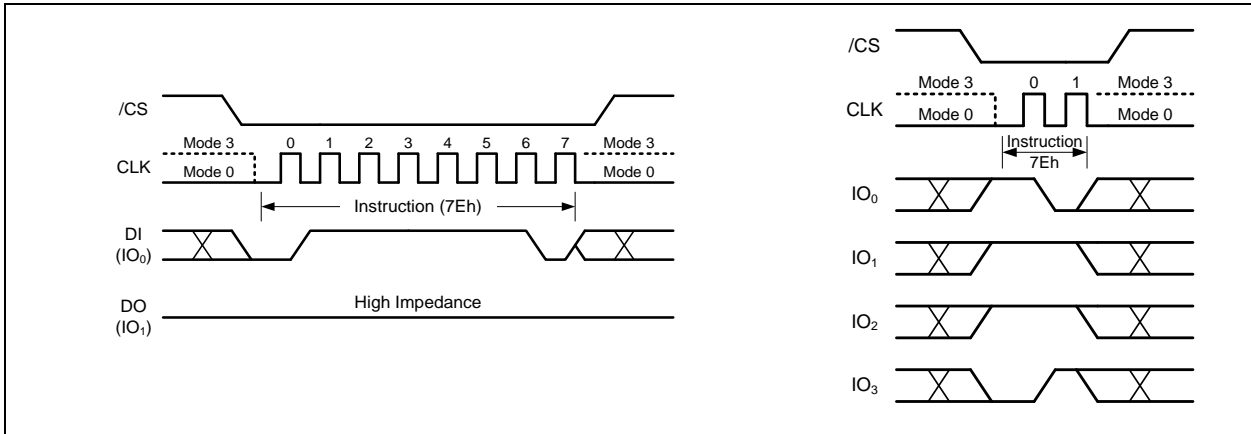 /CS
Mode 3 0 1 2 3 4 5 6 7 Mode 3
CLK Mode 0 Mode 0
Instruction (7Eh)
DI
(IO₀)
High Impedance
DO
(IO₁)
/CS
Mode 3 0 1 Mode 3
CLK Mode 0 Mode 0
Instruction
7Eh
IO₀
IO₁
IO₂
IO₃